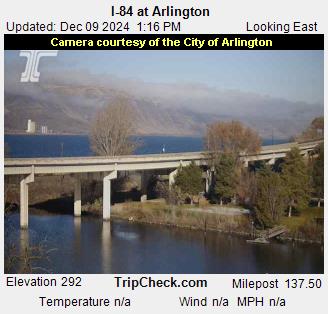 I-84 at Arlington
Updated: Dec 09 2024 1:16 PM Looking East
Camera courtesy of the City of Arlington
Elevation 292 TripCheck.com Milepost 137.50
Temperature n/a Wind n/a MPH n/a